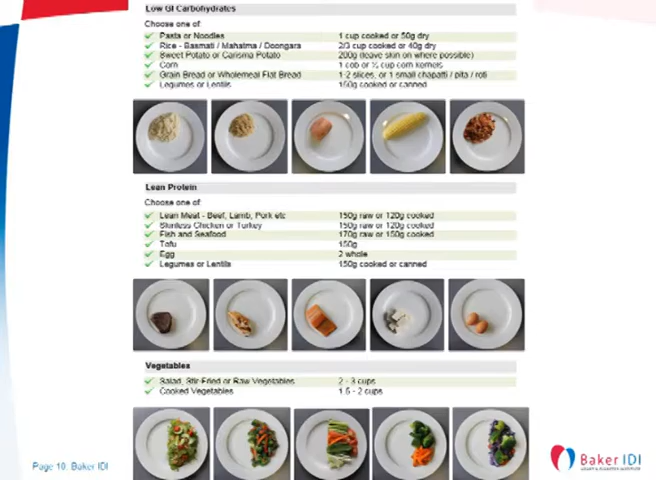 Low GI Carbohydrates
Choose one of:
Pasta or Noodles 1 cup cooked or 50g dry
Rice - Basmati / Mahatma / Doongara 2/3 cup cooked or 40g dry
Sweet Potato or Carisma Potato 200g (leave skin on where possible)
Corn 1 cob or ½ cup corn kernels
Grain Bread or Wholemeal Flat Bread 1-2 slices, or 1 small chapatti / pita / roti
Legumes or Lentils 150g cooked or canned
Lean Protein
Choose one of:
Lean Meat - Beef, Lamb, Pork etc 150g raw or 120g cooked
Skinless Chicken or Turkey 150g raw or 120g cooked
Fish and Seafood 170g raw or 150g cooked
Tofu 150g
Egg 2 whole
Legumes or Lentils 150g cooked or canned
Vegetables
Salad, Stir-Fried or Raw Vegetables 2 - 3 cups
Cooked Vegetables 1.5 - 2 cups
Page 10, Baker IDI
Baker IDI
HEART & DIABETES INSTITUTE